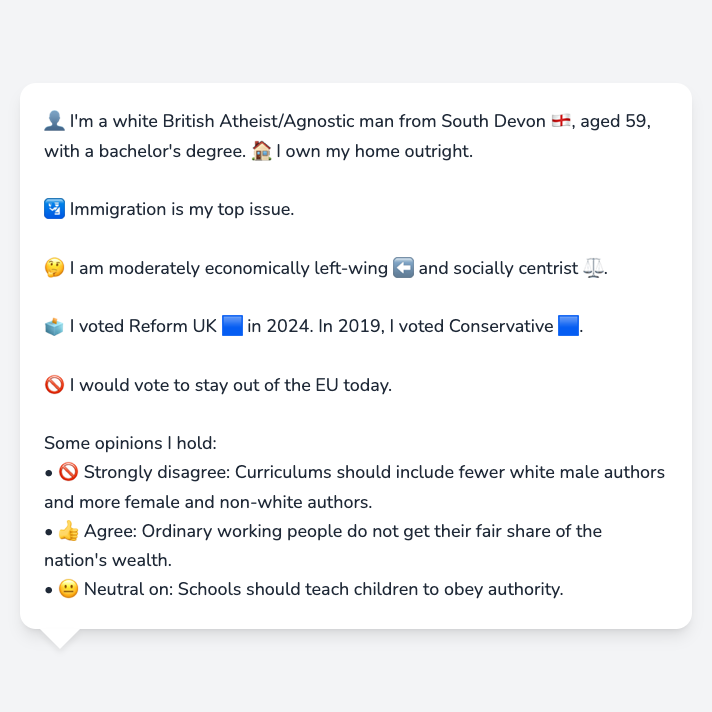 👤 I'm a white British Atheist/Agnostic man from South Devon 🏴󠁧󠁢󠁥󠁮󠁧󠁿, aged 59,
with a bachelor's degree. 🏠 I own my home outright.
🛂 Immigration is my top issue.
🤔 I am moderately economically left-wing ⬅️ and socially centrist ⚖️.
🗳️ I voted Reform UK 🟦 in 2024. In 2019, I voted Conservative 🟦.
🚫 I would vote to stay out of the EU today.
Some opinions I hold:
• 🚫 Strongly disagree: Curriculums should include fewer white male authors
and more female and non-white authors.
• 👍 Agree: Ordinary working people do not get their fair share of the
nation's wealth.
• 😐 Neutral on: Schools should teach children to obey authority.